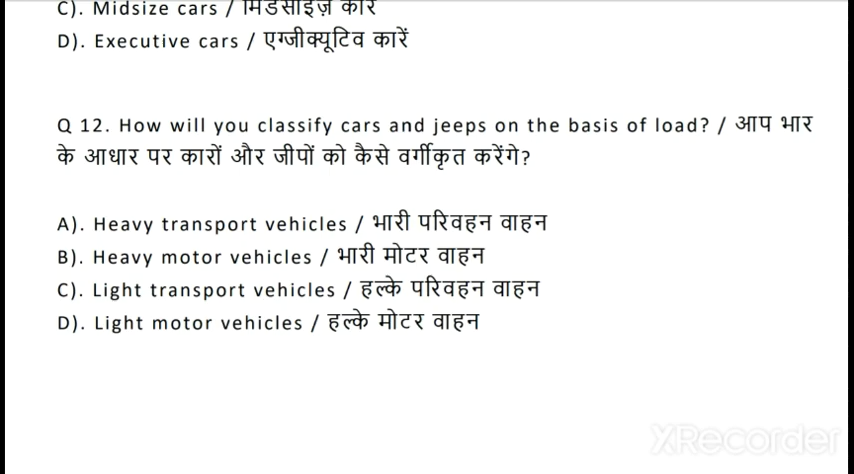 C). Midsize cars / मिडसाइज़ कारें
D). Executive cars / एग्जीक्यूटिव कारें
Q 12. How will you classify cars and jeeps on the basis of load? / आप भार
के आधार पर कारों और जीपों को कैसे वर्गीकृत करेंगे?
A). Heavy transport vehicles / भारी परिवहन वाहन
B). Heavy motor vehicles / भारी मोटर वाहन
C). Light transport vehicles / हल्के परिवहन वाहन
D). Light motor vehicles / हल्के मोटर वाहन
XRecorder